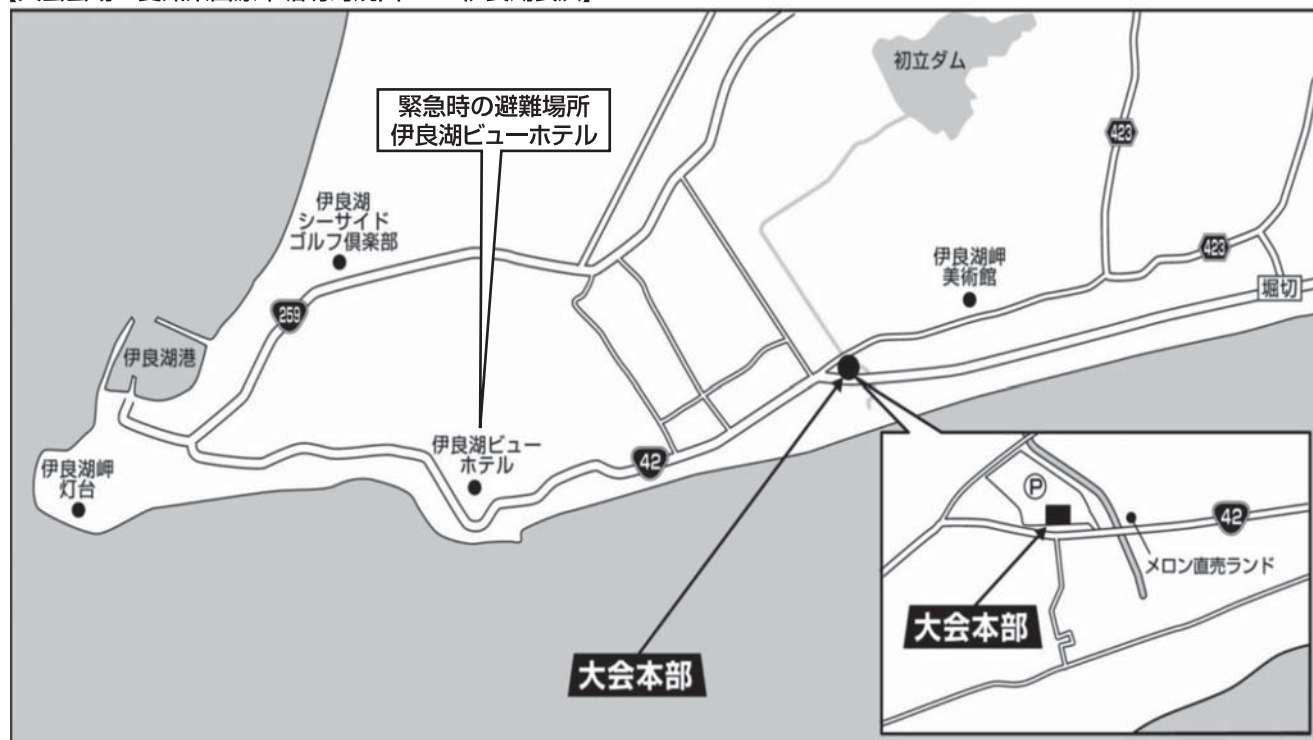 初立ダム
緊急時の避難場所
伊良湖ビューホテル
423
伊良湖
シーサイド
ゴルフ倶楽部
伊良湖岬
美術館
423
堀切
259
伊良湖港
伊良湖ビュー
ホテル
42
伊良湖岬
灯台
P
42
メロン直売ランド
大会本部
大会本部